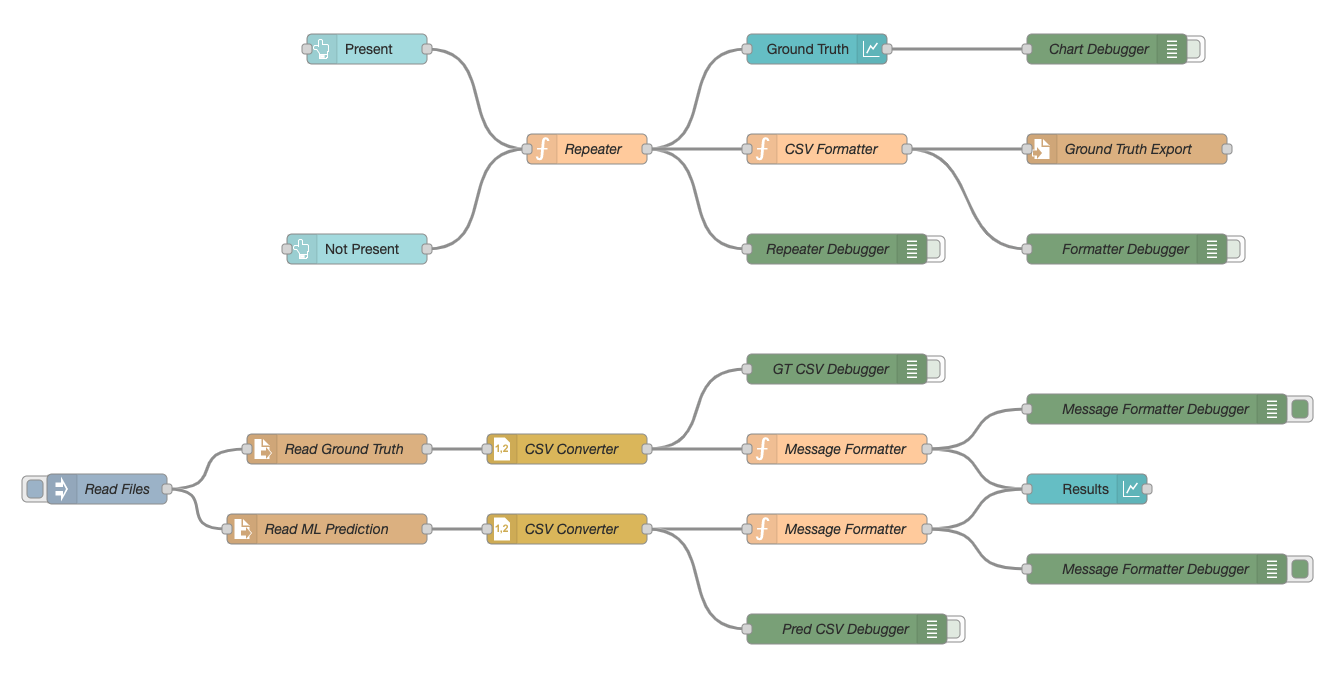 Present
Ground Truth
Chart Debugger
Repeater
CSV Formatter
Ground Truth Export
Not Present
Repeater Debugger
Formatter Debugger
GT CSV Debugger
Message Formatter Debugger
Read Ground Truth
1,2
CSV Converter
Message Formatter
Read Files
Results
Read ML Prediction
1,2
CSV Converter
Message Formatter
Message Formatter Debugger
Pred CSV Debugger